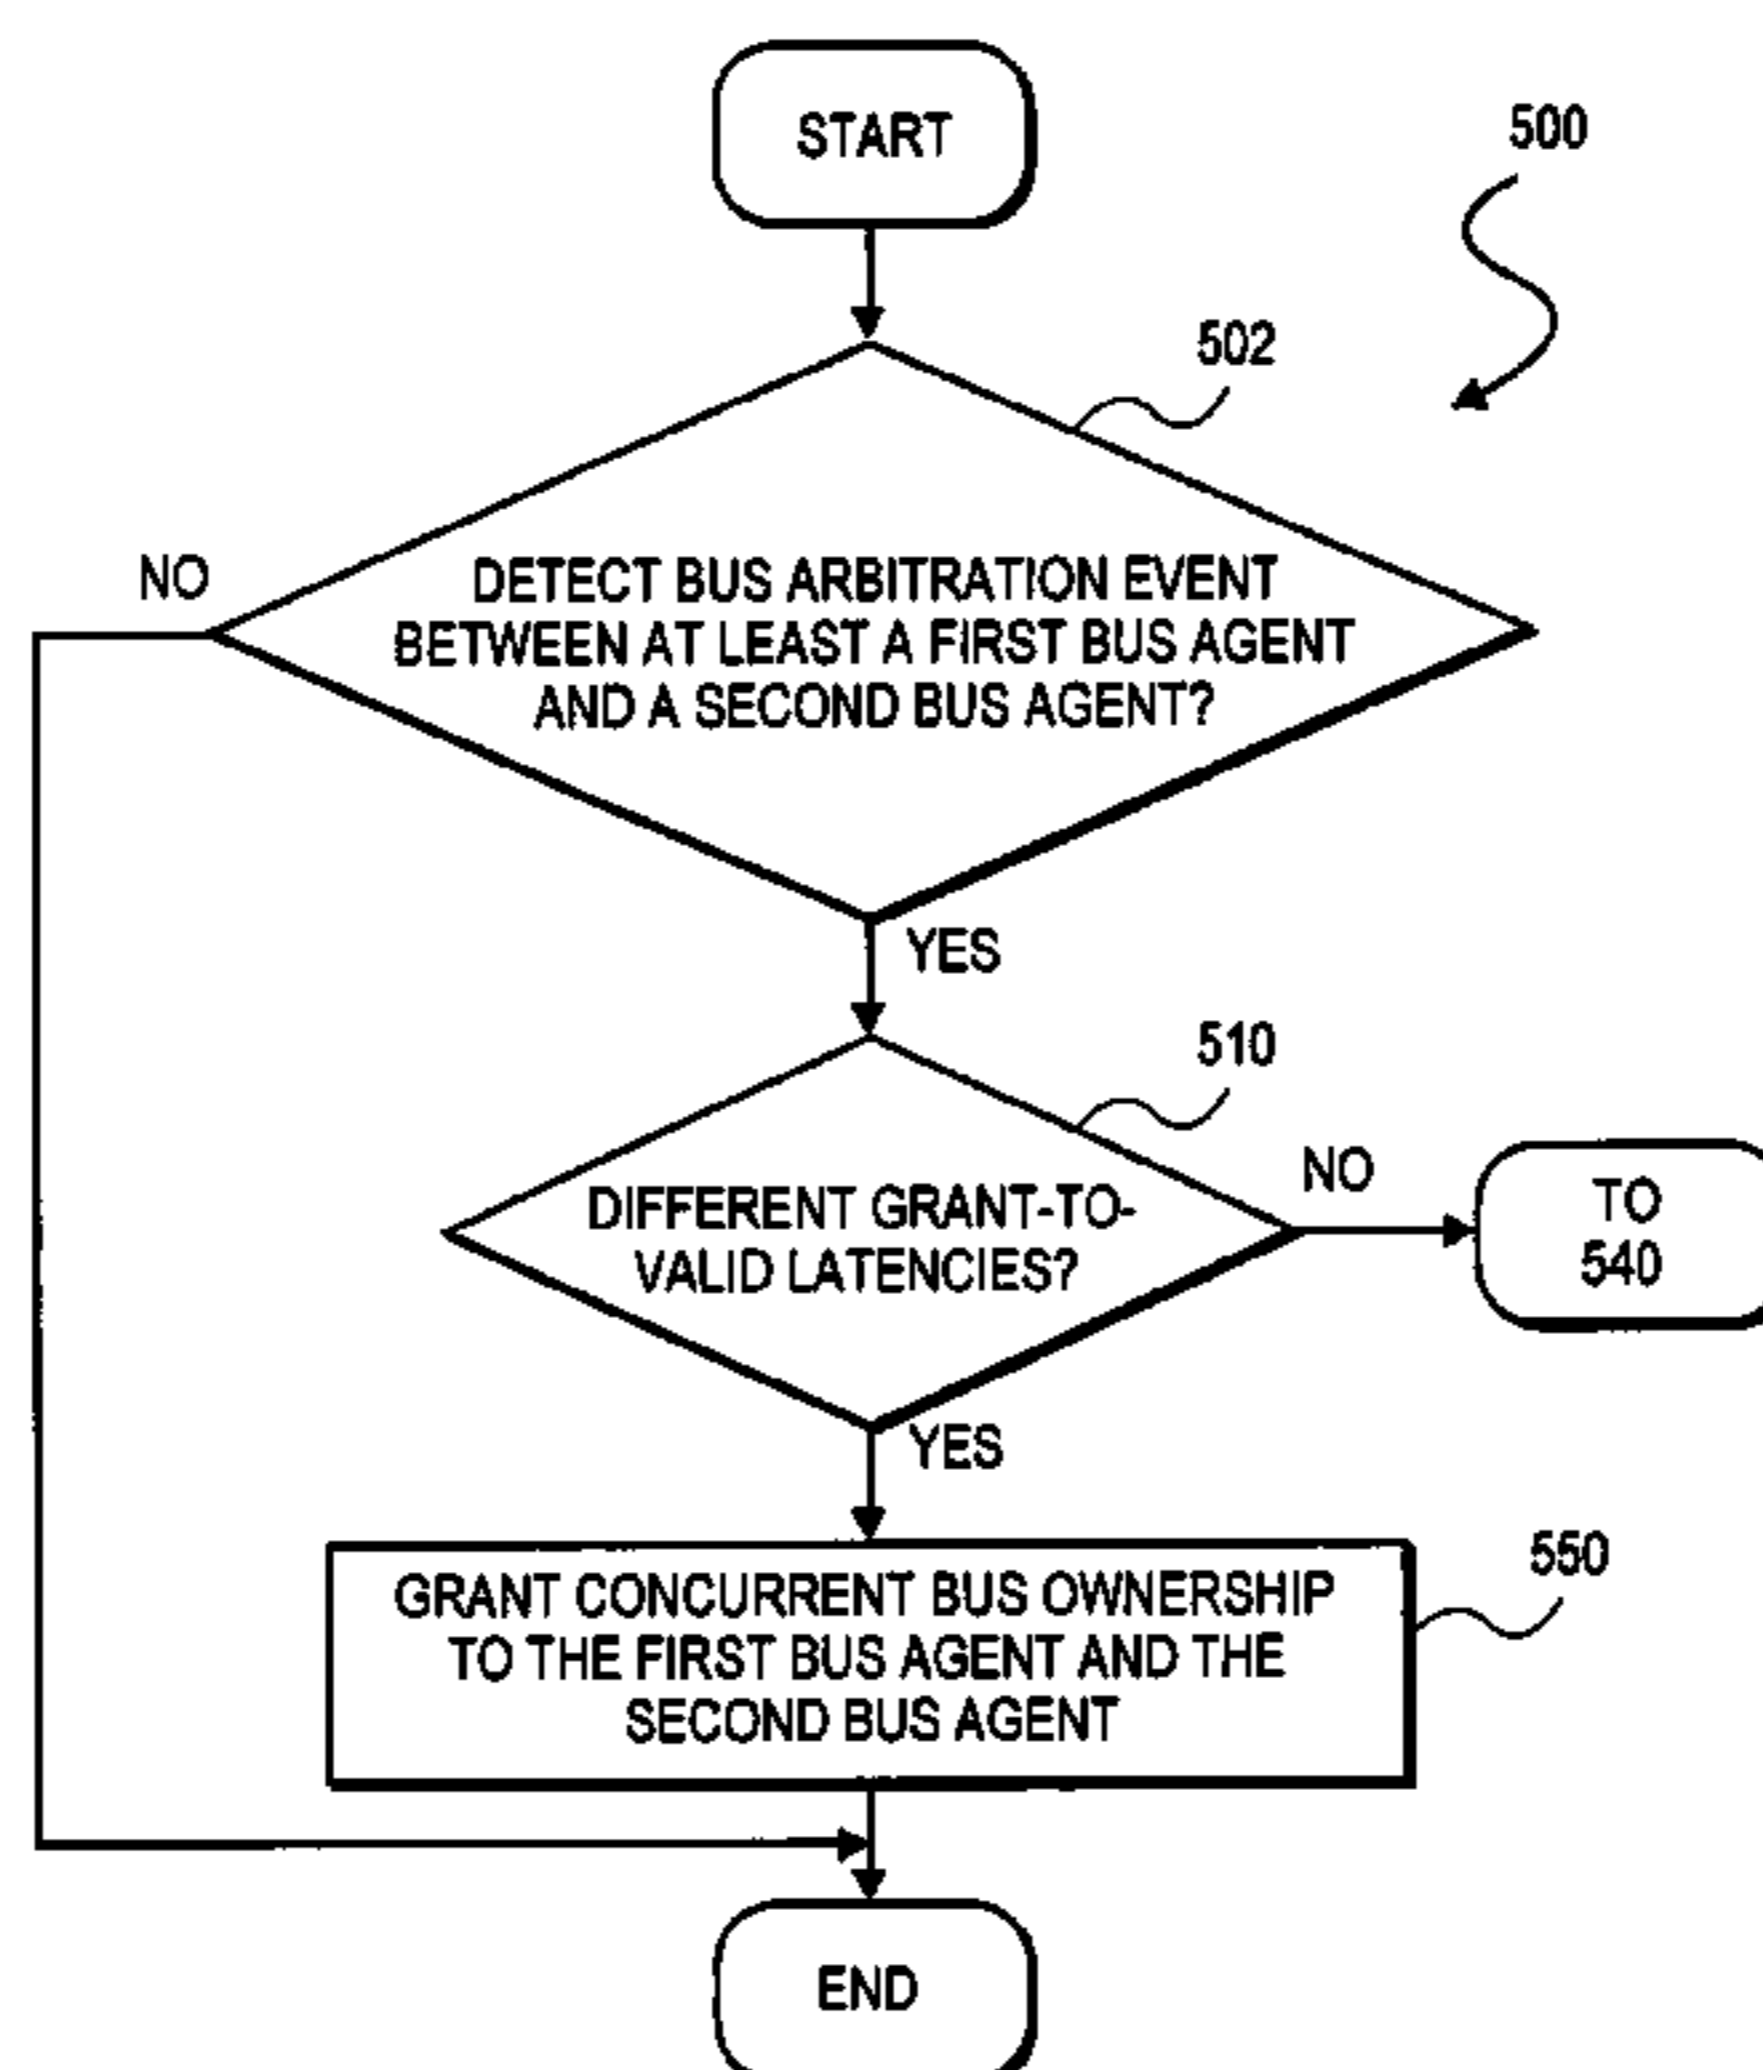 START
500
502
NO
DETECT BUS ARBITRATION EVENT
BETWEEN AT LEAST A FIRST BUS AGENT
AND A SECOND BUS AGENT?
YES
510
NO
DIFFERENT GRANT-TO-
VALID LATENCIES?
TO
540
YES
550
GRANT CONCURRENT BUS OWNERSHIP
TO THE FIRST BUS AGENT AND THE
SECOND BUS AGENT
END